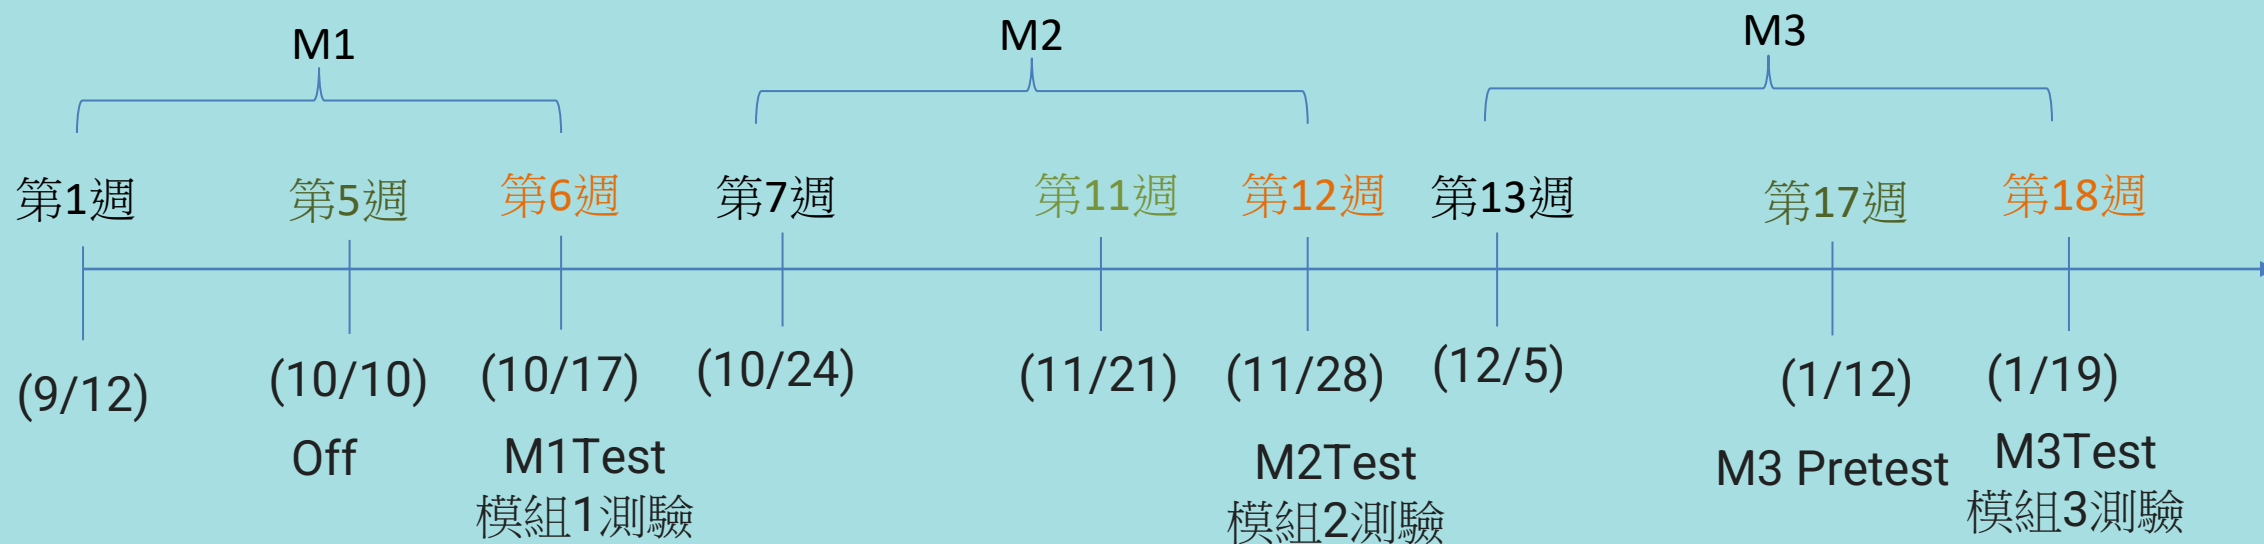 M1
M2
M3
第1週
第5週
第6週
第7週
第11週
第12週
第13週
第17週
第18週
(9/12)
(10/10)
(10/17)
(10/24)
(11/21)
(11/28)
(12/5)
(1/12)
(1/19)
Off
M1Test
模組1測驗
M2Test
模組2測驗
M3 Pretest
M3Test
模組3測驗